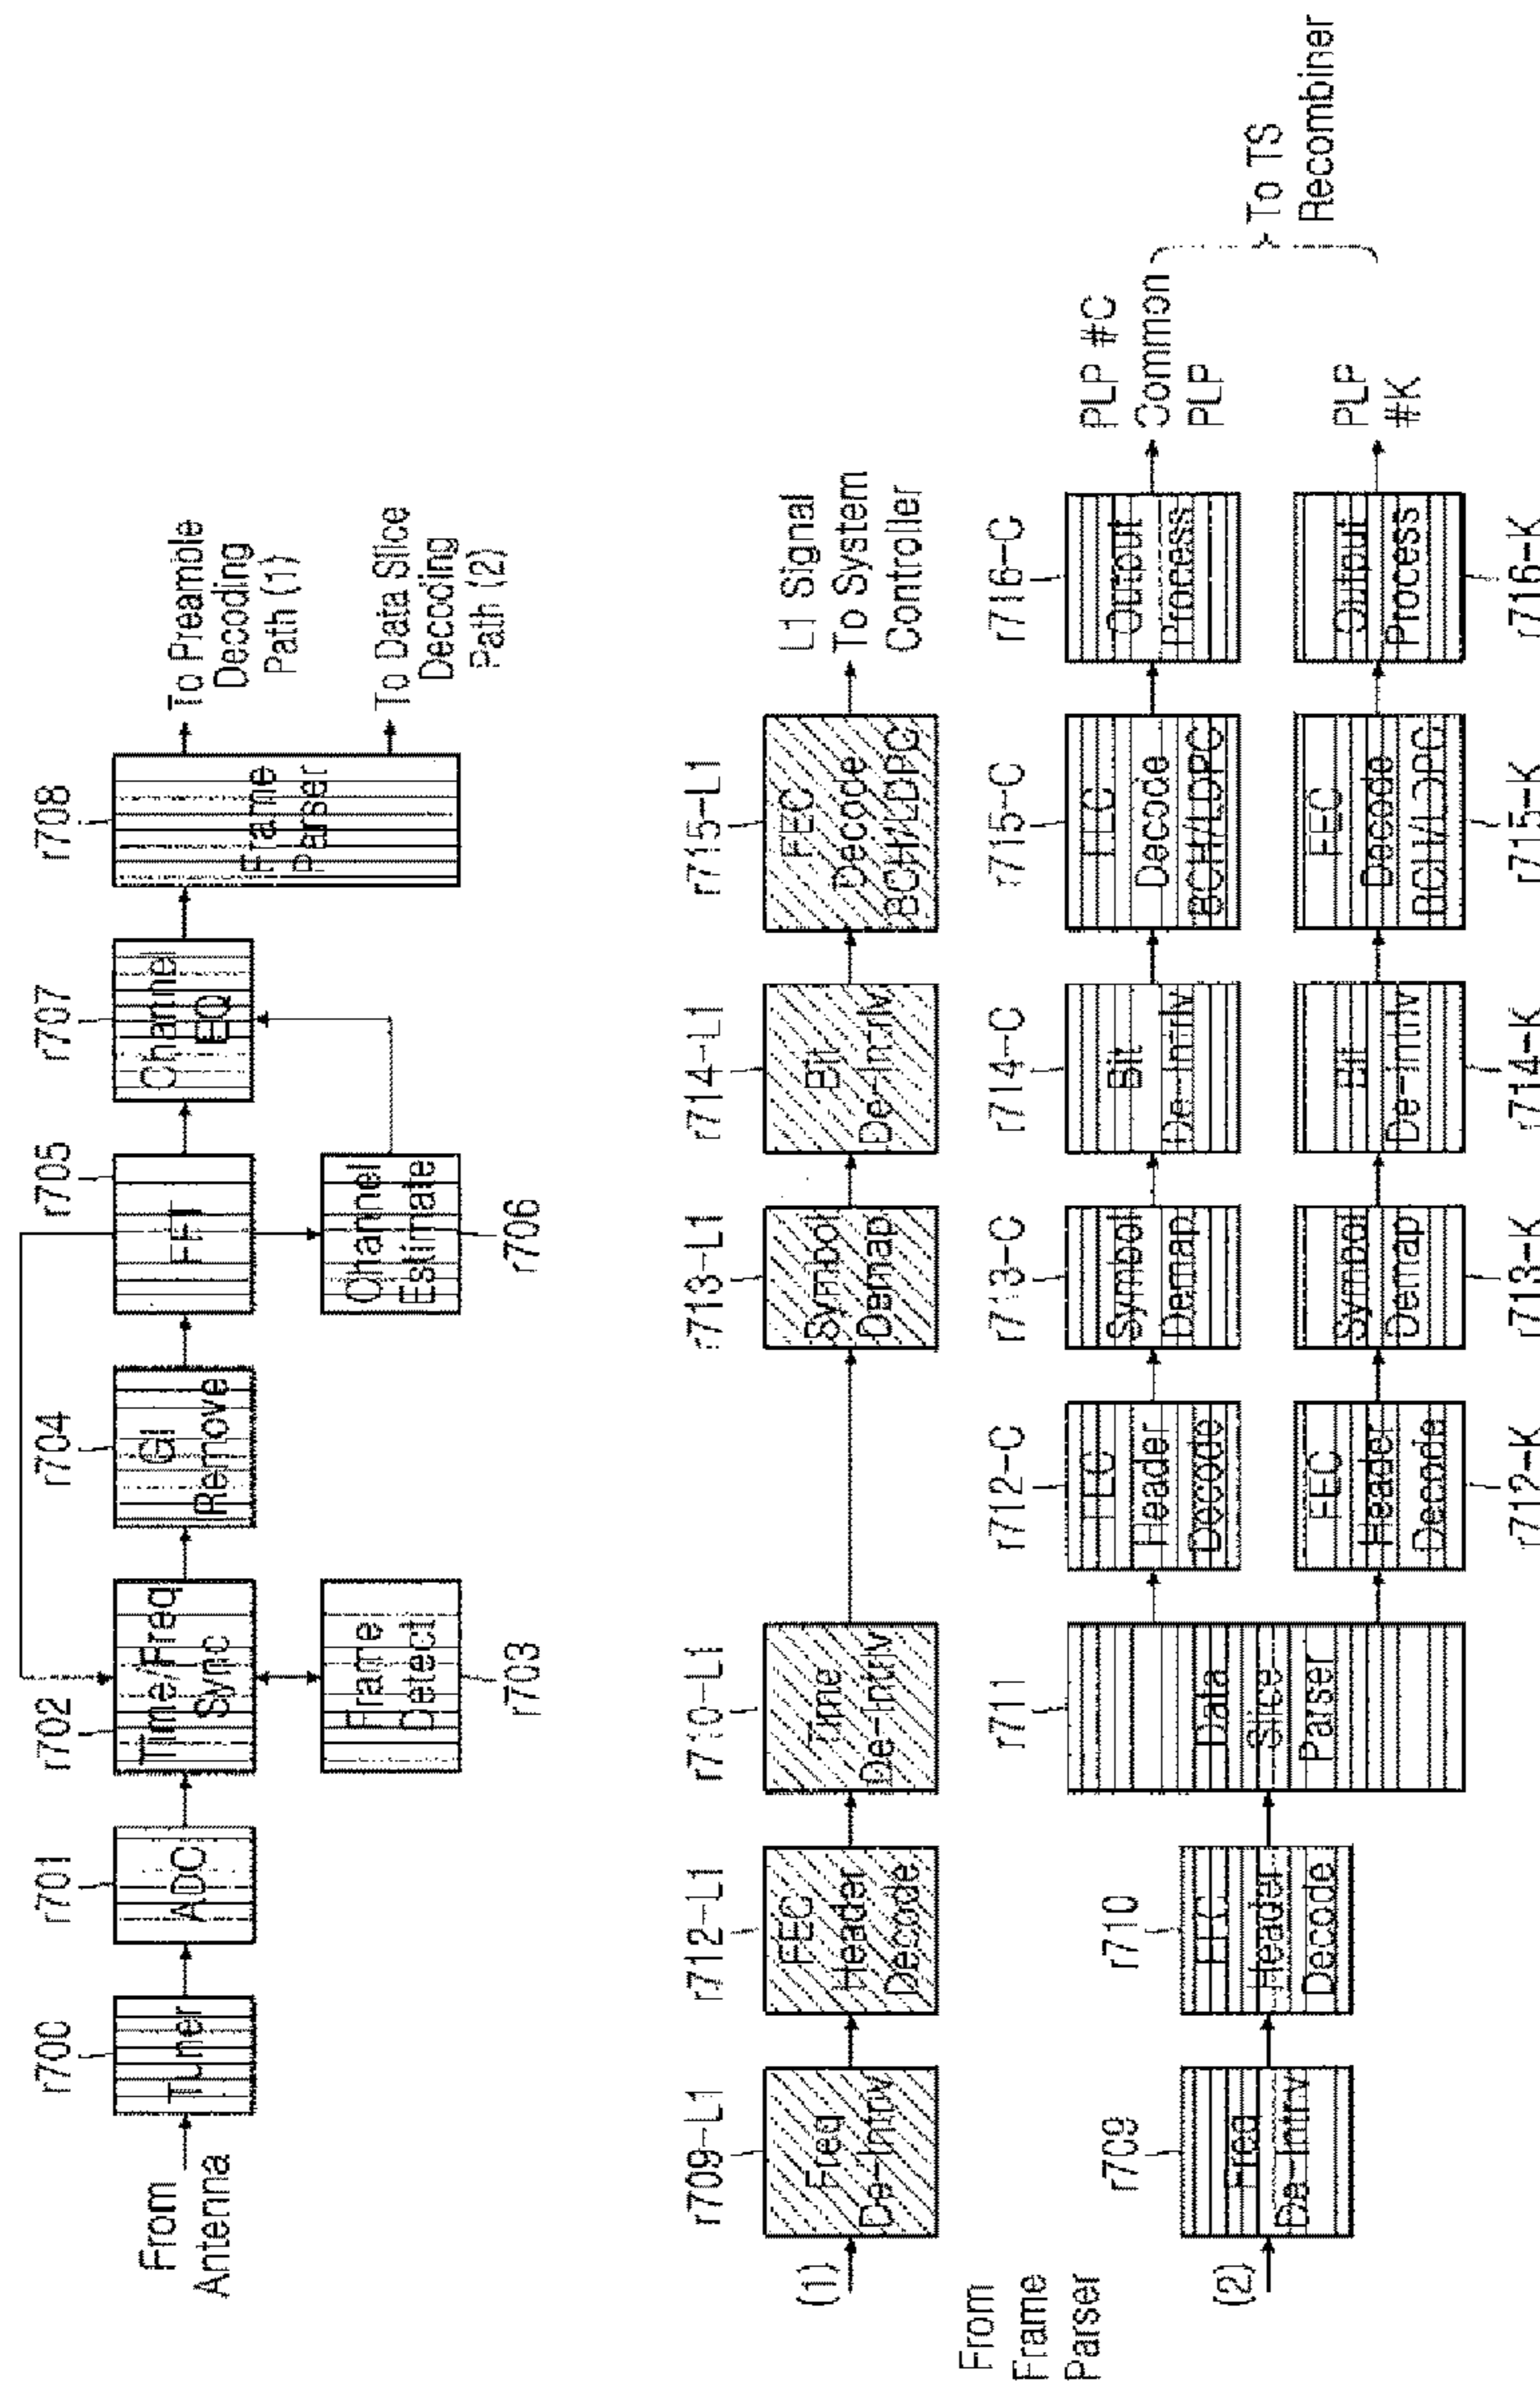 From
Antenna
r700
Tuner
r701
ADC
r702
Time/Freq
Sync
Frame
Detect
r703
r704
GI
Remove
r705
FFT
Channel
Estimate
r706
r707
Channel
EQ
r708
Frame
Parser
To Preamble
Decoding
Path (1)
To Data Slice
Decoding
Path (2)
From
Frame
Parser
(1)
r709-L1
Freq
De-Intrv
r712-L1
FEC
Header
Decode
r710-L1
Time
De-Intrlv
r713-L1
Symbol
Demap
r714-L1
Bit
De-Intrlv
r715-L1
FEC
Decode
BCH/LDPC
L1 Signal
To System
Controller
(2)
r709
Freq
De-Intrv
r710
FEC
Header
Decode
r711
Data
Slice
Parser
r712-C
FEC
Header
Decode
r713-C
Symbol
Demap
r714-C
Bit
De-Intrlv
r715-C
FEC
Decode
BCH/LDPC
r716-C
Output
Process
PLP #C
Common
PLP
FEC
Header
Decode
r712-K
Symbol
Demap
r713-K
Bit
De-Intrlv
r714-K
FEC
Decode
BCH/LDPC
r715-K
Output
Process
r716-K
PLP
#K
To TS
Recombiner